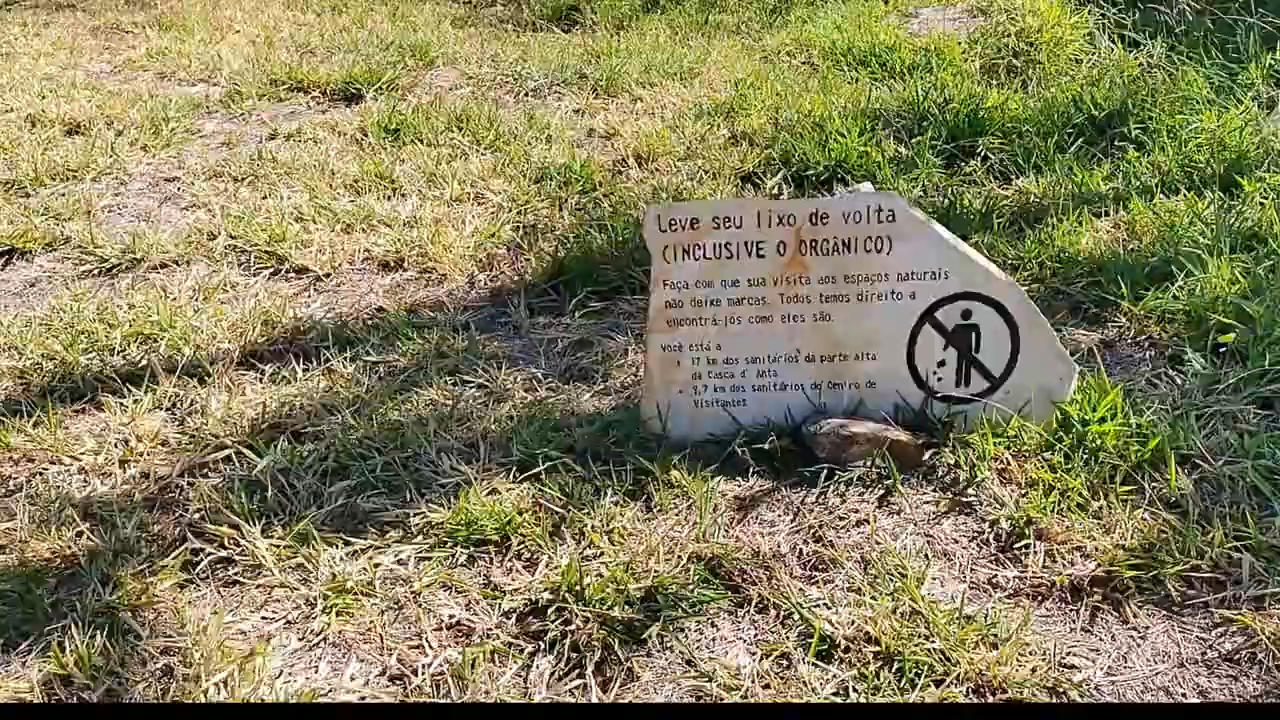 Leve seu lixo de volta
(INCLUSIVE O ORGÂNICO)
Faça com que sua visita aos espaços naturais
não deixe marcas. Todos temos direito a
encontrá-los como eles são.
Você está a
• 17 km dos sanitários da parte alta
da Casca d' Anta
• 9,7 km dos sanitários do Centro de
Visitantes